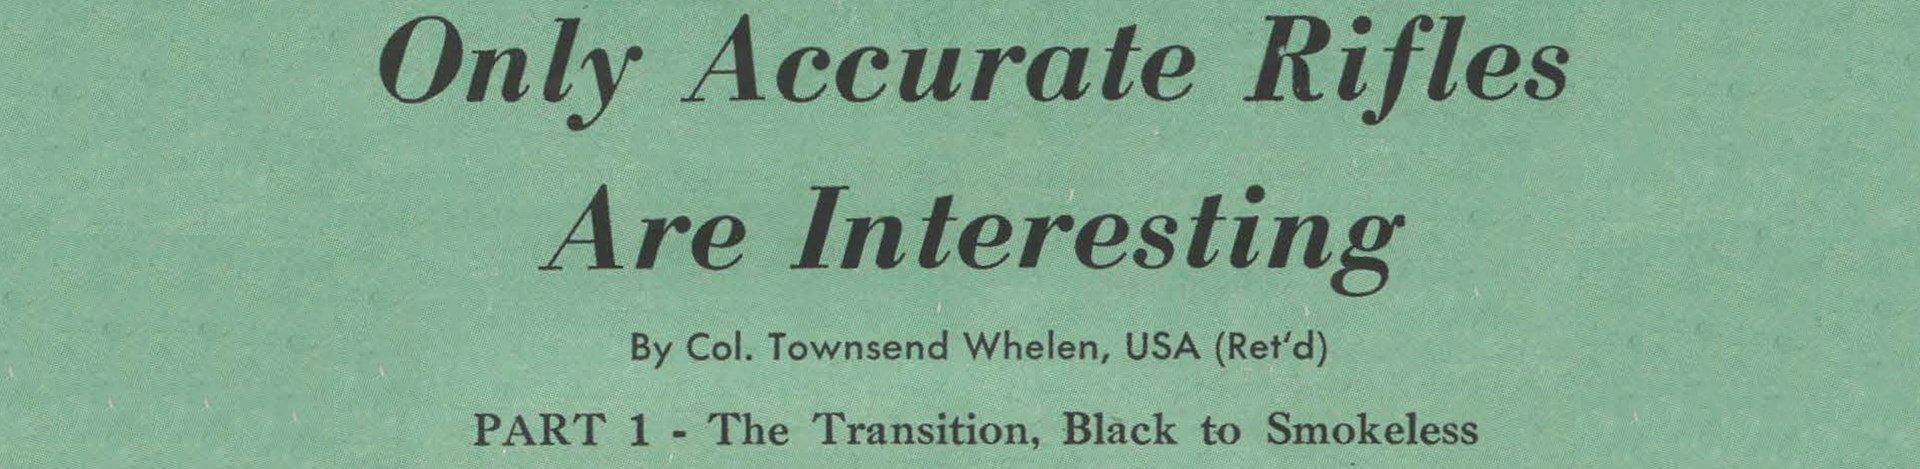 Only Accurate Rifles
Are Interesting
By Col. Townsend Whelen, USA (Ret'd)
PART 1 - The Transition, Black to Smokeless